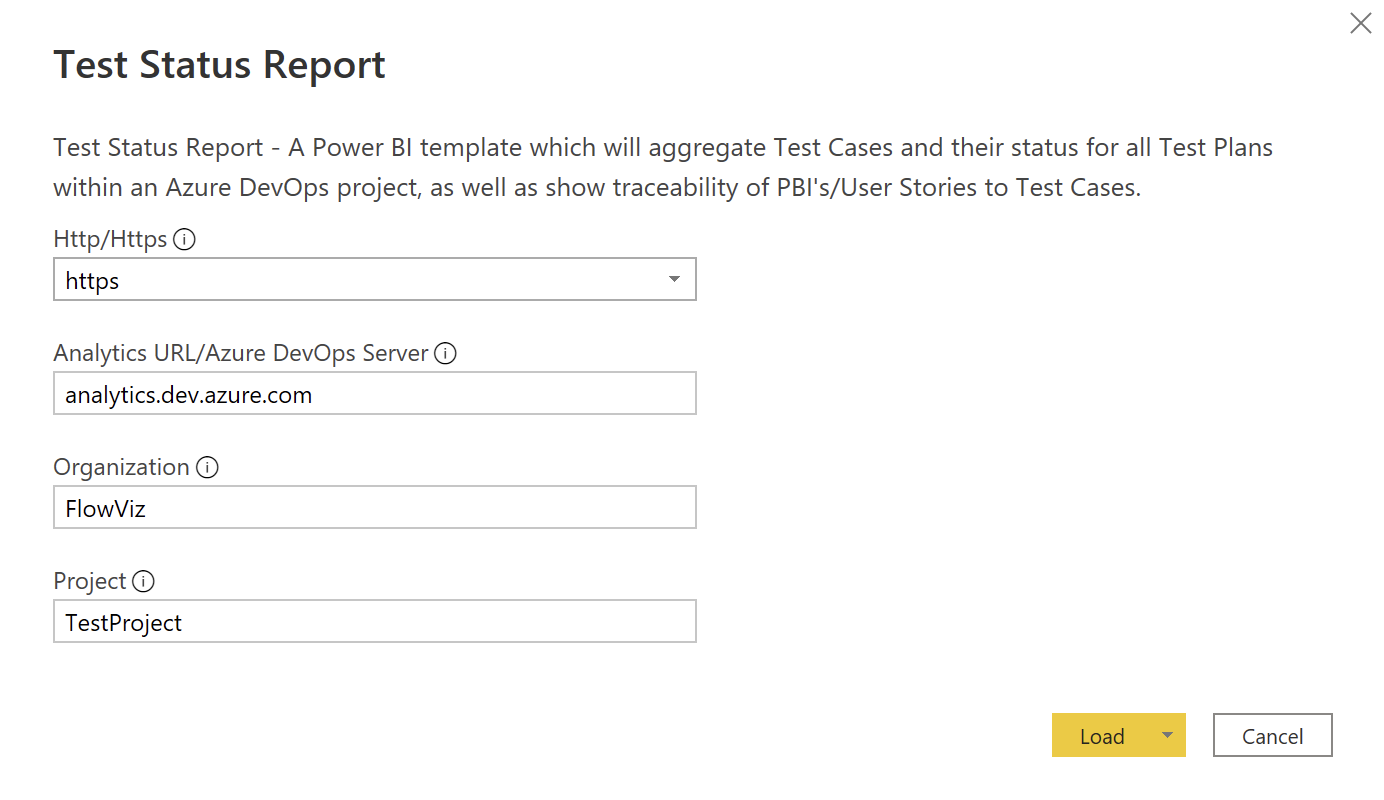 Test Status Report
Test Status Report - A Power BI template which will aggregate Test Cases and their status for all Test Plans
within an Azure DevOps project, as well as show traceability of PBI's/User Stories to Test Cases.
Http/Https
https
Analytics URL/Azure DevOps Server
analytics.dev.azure.com
Organization
FlowViz
Project
TestProject
Load Cancel